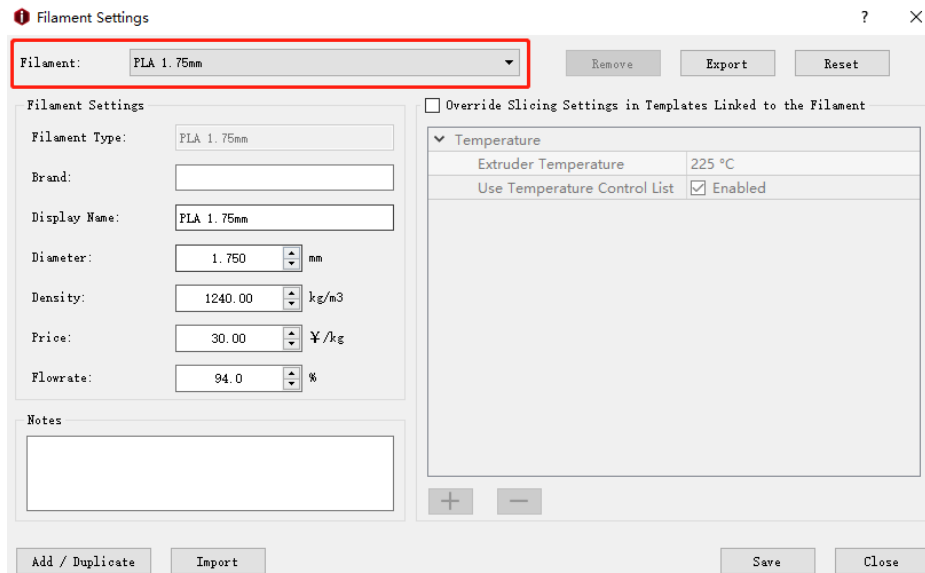 Filament Settings
Filament: PLA 1.75mm Remove Export Reset
Filament Settings
Filament Type: PLA 1.75mm
Brand:
Display Name: PLA 1.75mm
Diameter: 1.750 mm
Density: 1240.00 kg/m3
Price: 30.00 ¥/kg
Flowrate: 94.0 %
Notes
Override Slicing Settings in Templates Linked to the Filament
Temperature
Extruder Temperature 225 °C
Use Temperature Control List Enabled
Add / Duplicate Import Save Close